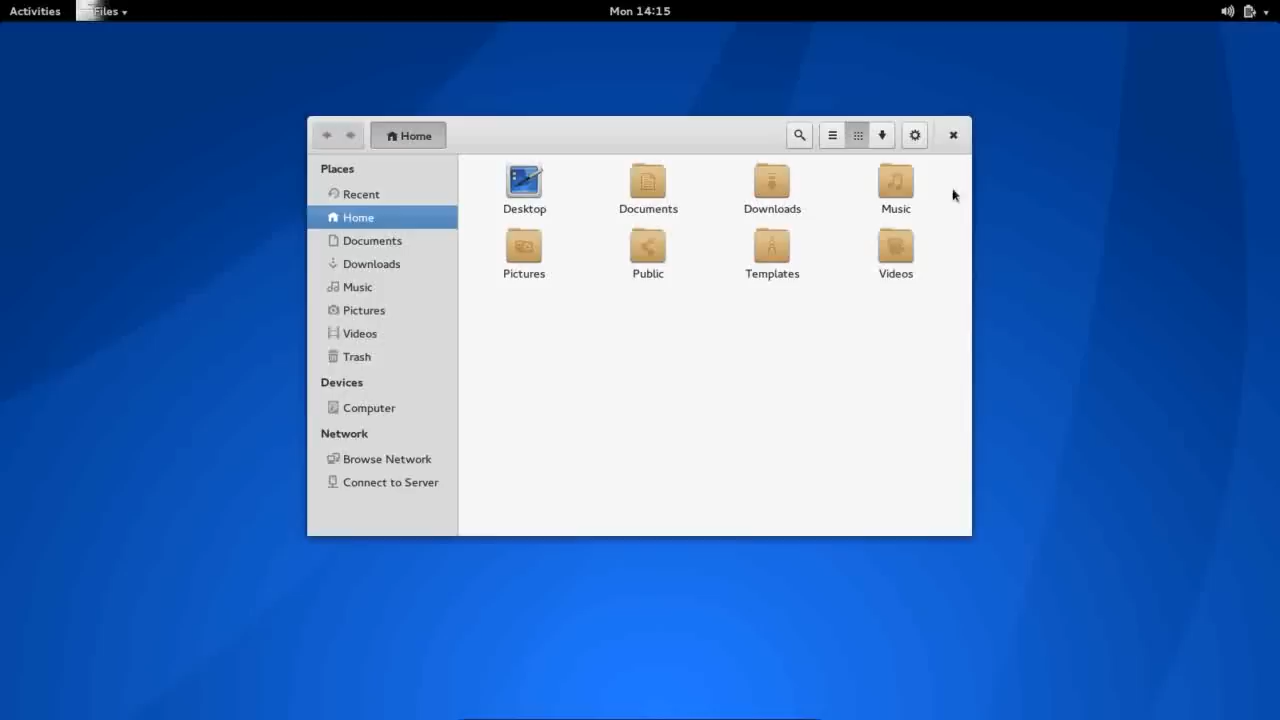 Activities Files Mon 14:15
Home
Places
Recent
Home
Documents
Downloads
Music
Pictures
Videos
Trash
Devices
Computer
Network
Browse Network
Connect to Server
Desktop Documents Downloads Music
Pictures Public Templates Videos